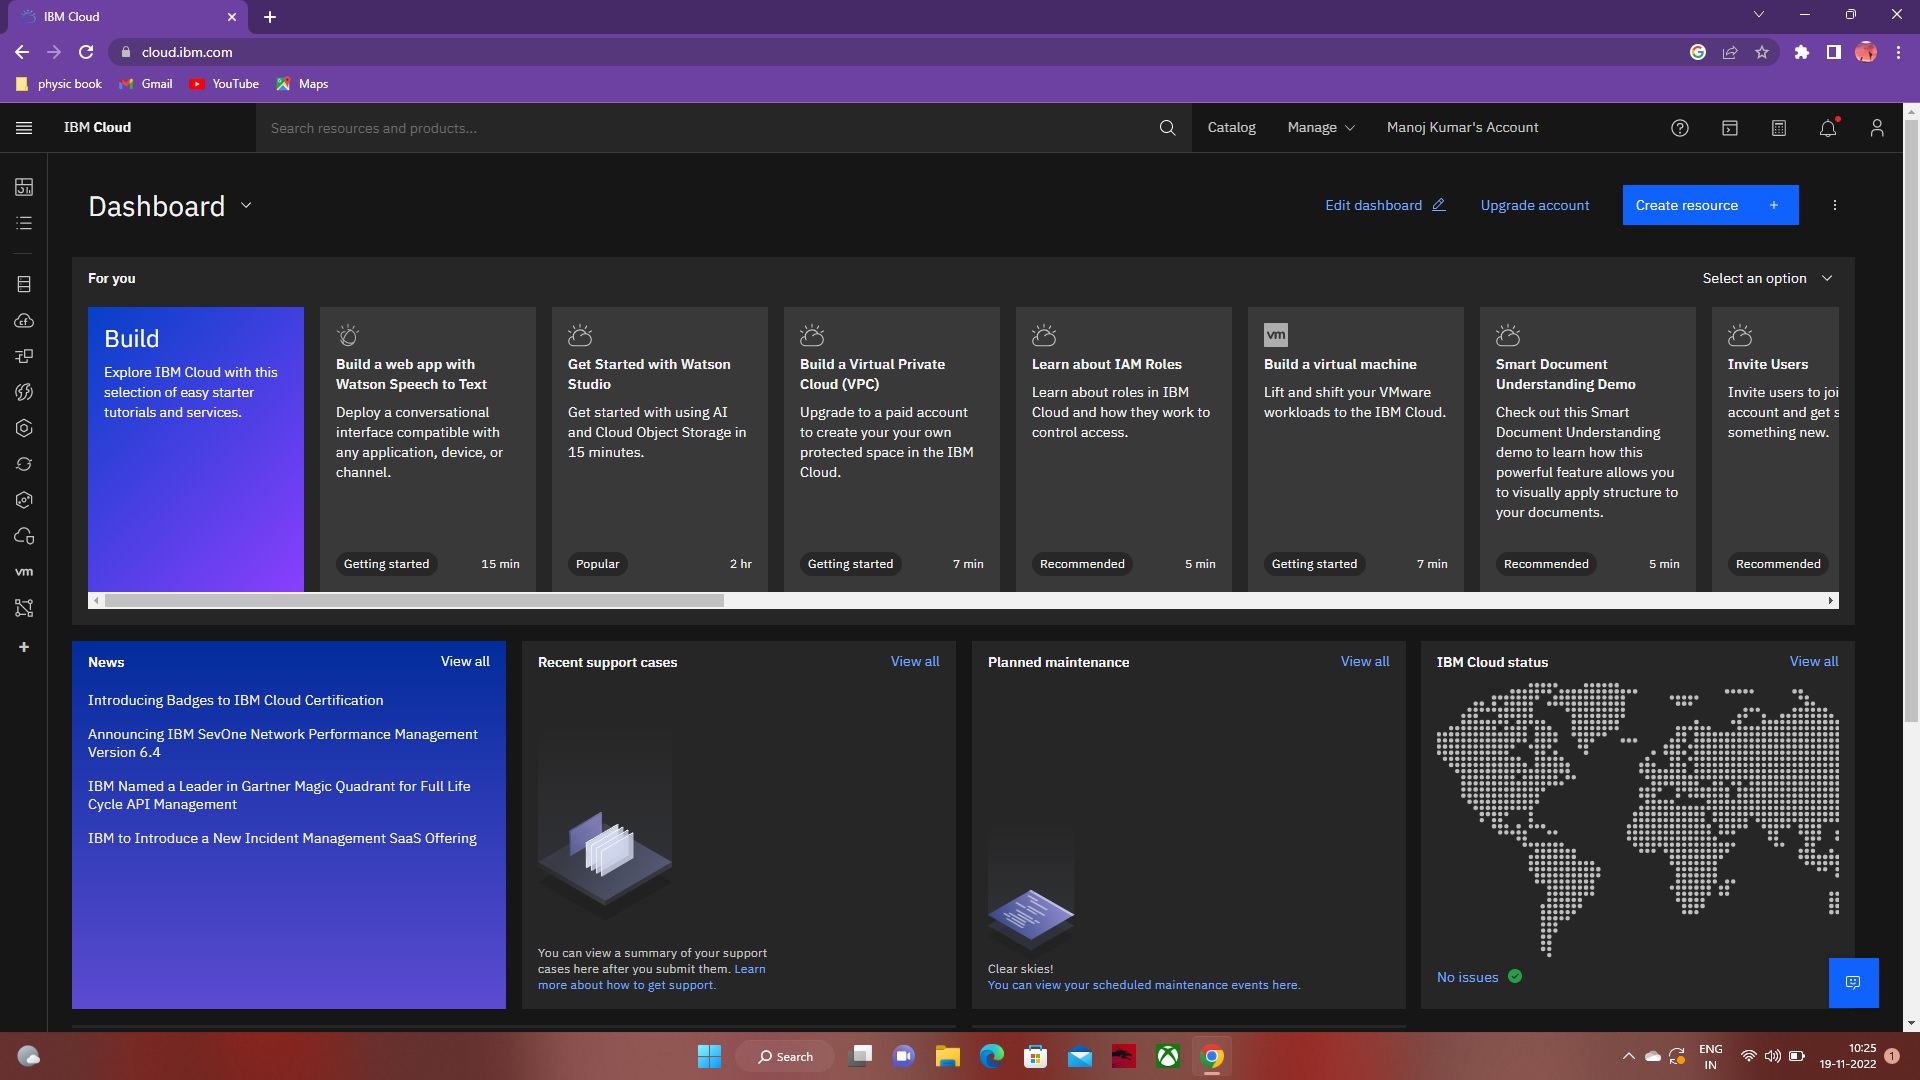 IBM Cloud
cloud.ibm.com
physic book
Gmail
YouTube
Maps
IBM Cloud
Search resources and products...
Catalog
Manage
Manoj Kumar's Account
Dashboard
Edit dashboard
Upgrade account
Create resource +
For you
Select an option
Build
Explore IBM Cloud with this
selection of easy starter
tutorials and services.
Build a web app with
Watson Speech to Text
Deploy a conversational
interface compatible with
any application, device, or
channel.
Getting started
15 min
Get Started with Watson
Studio
Get started with using AI
and Cloud Object Storage in
15 minutes.
Popular
2 hr
Build a Virtual Private
Cloud (VPC)
Upgrade to a paid account
to create your your own
protected space in the IBM
Cloud.
Getting started
7 min
Learn about IAM Roles
Learn about roles in IBM
Cloud and how they work to
control access.
Recommended
5 min
vm
Build a virtual machine
Lift and shift your VMware
workloads to the IBM Cloud.
Getting started
7 min
Smart Document
Understanding Demo
Check out this Smart
Document Understanding
demo to learn how this
powerful feature allows you
to visually apply structure to
your documents.
Recommended
5 min
Invite Users
Invite users to joi
account and get s
something new.
Recommended
vm
News
View all
Introducing Badges to IBM Cloud Certification
Announcing IBM SevOne Network Performance Management
Version 6.4
IBM Named a Leader in Gartner Magic Quadrant for Full Life
Cycle API Management
IBM to Introduce a New Incident Management SaaS Offering
Recent support cases
View all
You can view a summary of your support
cases here after you submit them. Learn
more about how to get support.
Planned maintenance
View all
Clear skies!
You can view your scheduled maintenance events here.
IBM Cloud status
View all
No issues
Search
ENG
IN
10:25
19-11-2022
1